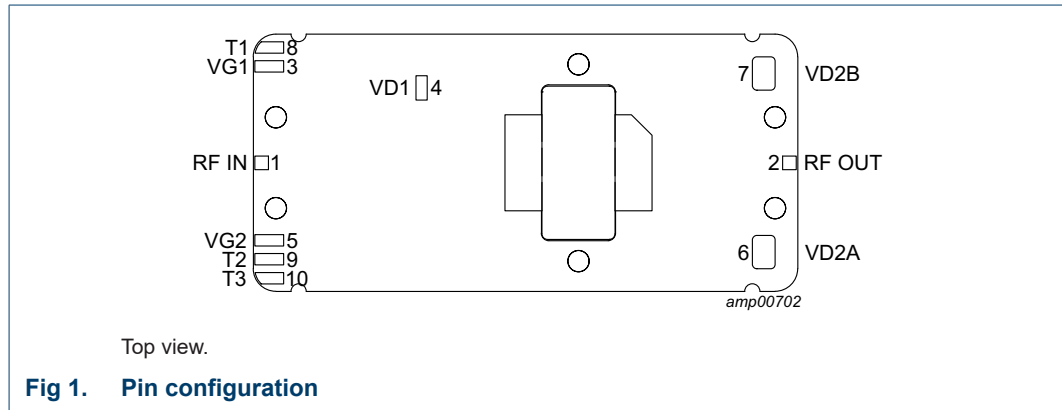 T1 8
VG1 3
VD1 4
7 VD2B
RF IN 1
2 RF OUT
VG2 5
T2 9
T3 10
6 VD2A
amp00702
Top view.
Fig 1. Pin configuration